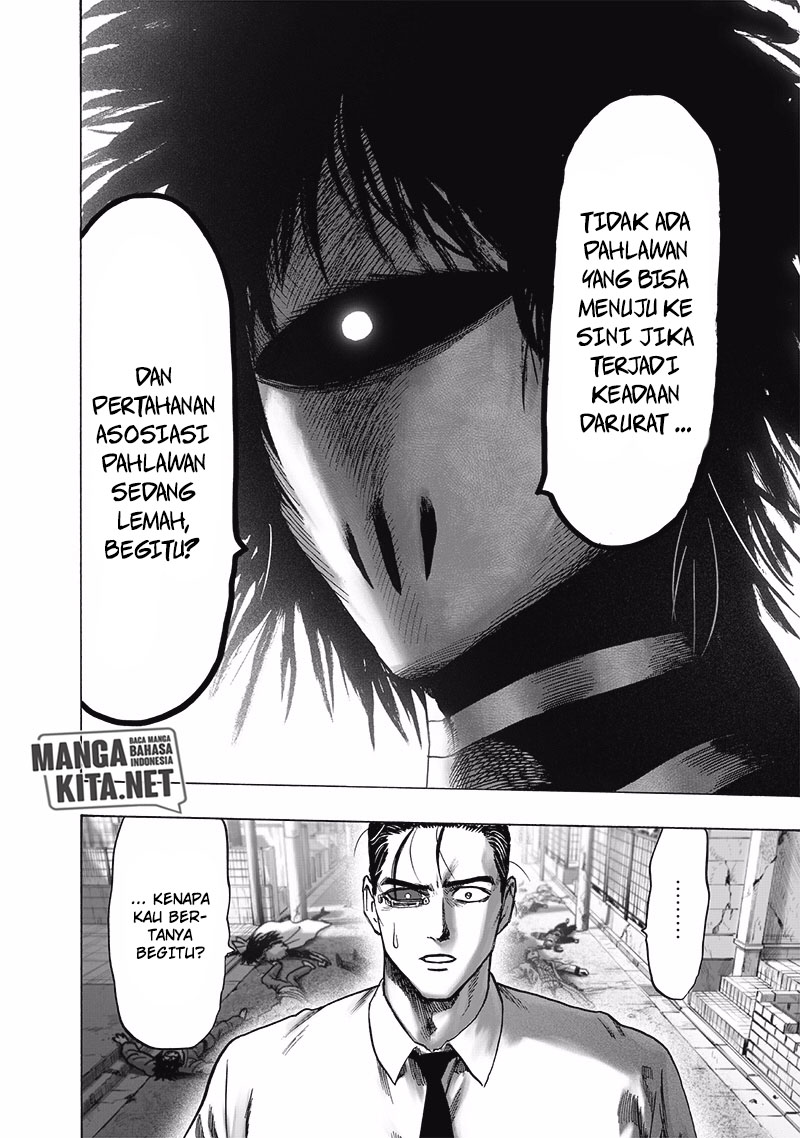 TIDAK ADA
PAHLAWAN
YANG BISA
MENUJU KE
SINI JIKA
TERJADI
KEADAAN
DARURAT ...
DAN
PERTAHANAN
ASOSIASI
PAHLAWAN
SEDANG
LEMAH,
BEGITU?
MANGA
KITA.NET
BACA MANGA
BAHASA
INDONESIA
........
... KENAPA
KAU BER-
TANYA
BEGITU?